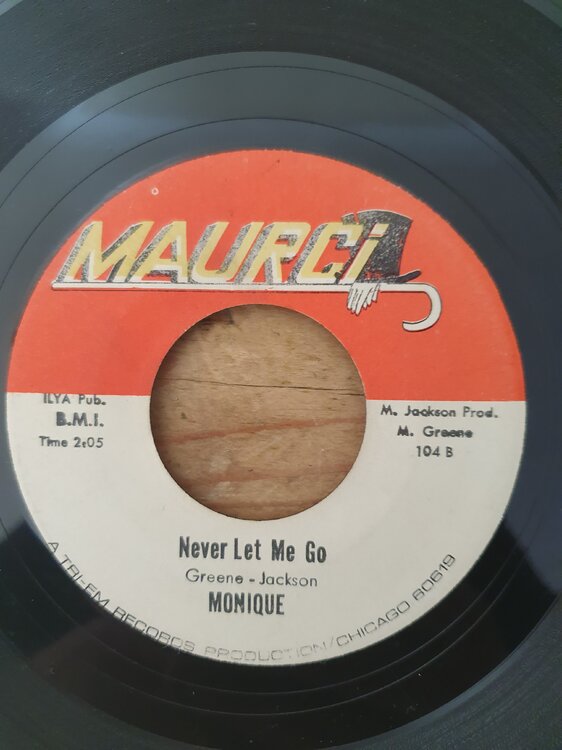 MAURCi
ILYA Pub.
B.M.I.
Time 2:05
M. Jackson Prod.
M. Greene
104 B
Never Let Me Go
Greene - Jackson
MONIQUE
A TRI-EM RECORDS PRODUCTION/CHICAGO 60619